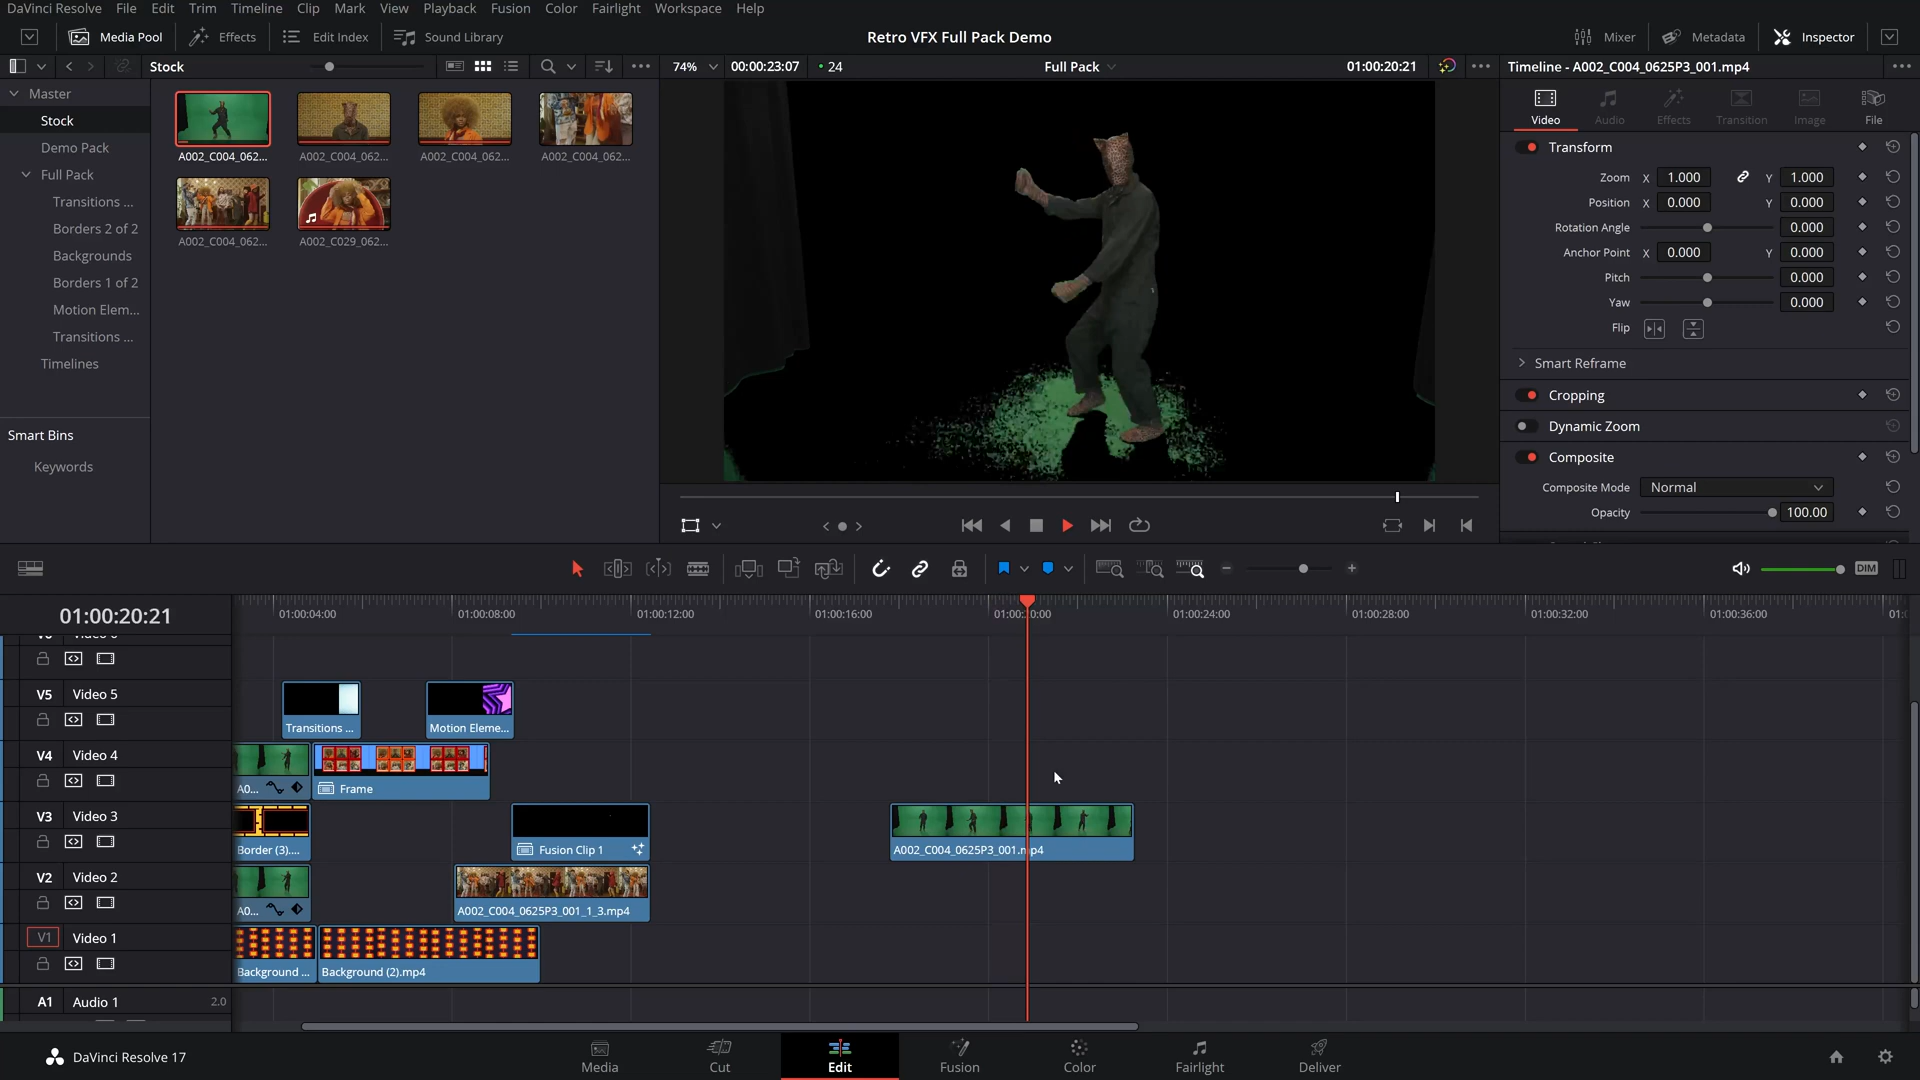 DaVinci Resolve File Edit Trim Timeline Clip Mark View Playback Fusion Color Fairlight Workspace Help
Media Pool Effects Edit Index Sound Library Retro VFX Full Pack Demo Mixer Metadata Inspector
Stock 74% 00:00:23:07 24 Full Pack 01:00:20:21 Timeline - A002_C004_0625P3_001.mp4
Master
Stock
Demo Pack
Full Pack
Transitions ...
Borders 2 of 2
Backgrounds
Borders 1 of 2
Motion Elem...
Transitions ...
Timelines
Smart Bins
Keywords
A002_C004_062... A002_C004_062... A002_C004_062... A002_C004_062...
A002_C004_062... A002_C029_062...
Video Audio Effects Transition Image File
Transform
Zoom X 1.000 Y 1.000
Position X 0.000 Y 0.000
Rotation Angle 0.000
Anchor Point X 0.000 Y 0.000
Pitch 0.000
Yaw 0.000
Flip
Smart Reframe
Cropping
Dynamic Zoom
Composite
Composite Mode Normal
Opacity 100.00
DIM
01:00:20:21 01:00:04:00 01:00:08:00 01:00:12:00 01:00:16:00 01:00:20:00 01:00:24:00 01:00:28:00 01:00:32:00 01:00:36:00
V5 Video 5
Transitions ... Motion Eleme...
V4 Video 4
A0... Frame
V3 Video 3
Border (3).... Fusion Clip 1 A002_C004_0625P3_001.mp4
V2 Video 2
A0... A002_C004_0625P3_001_1_3.mp4
V1 Video 1
Background ... Background (2).mp4
A1 Audio 1 2.0
DaVinci Resolve 17 Media Cut Edit Fusion Color Fairlight Deliver